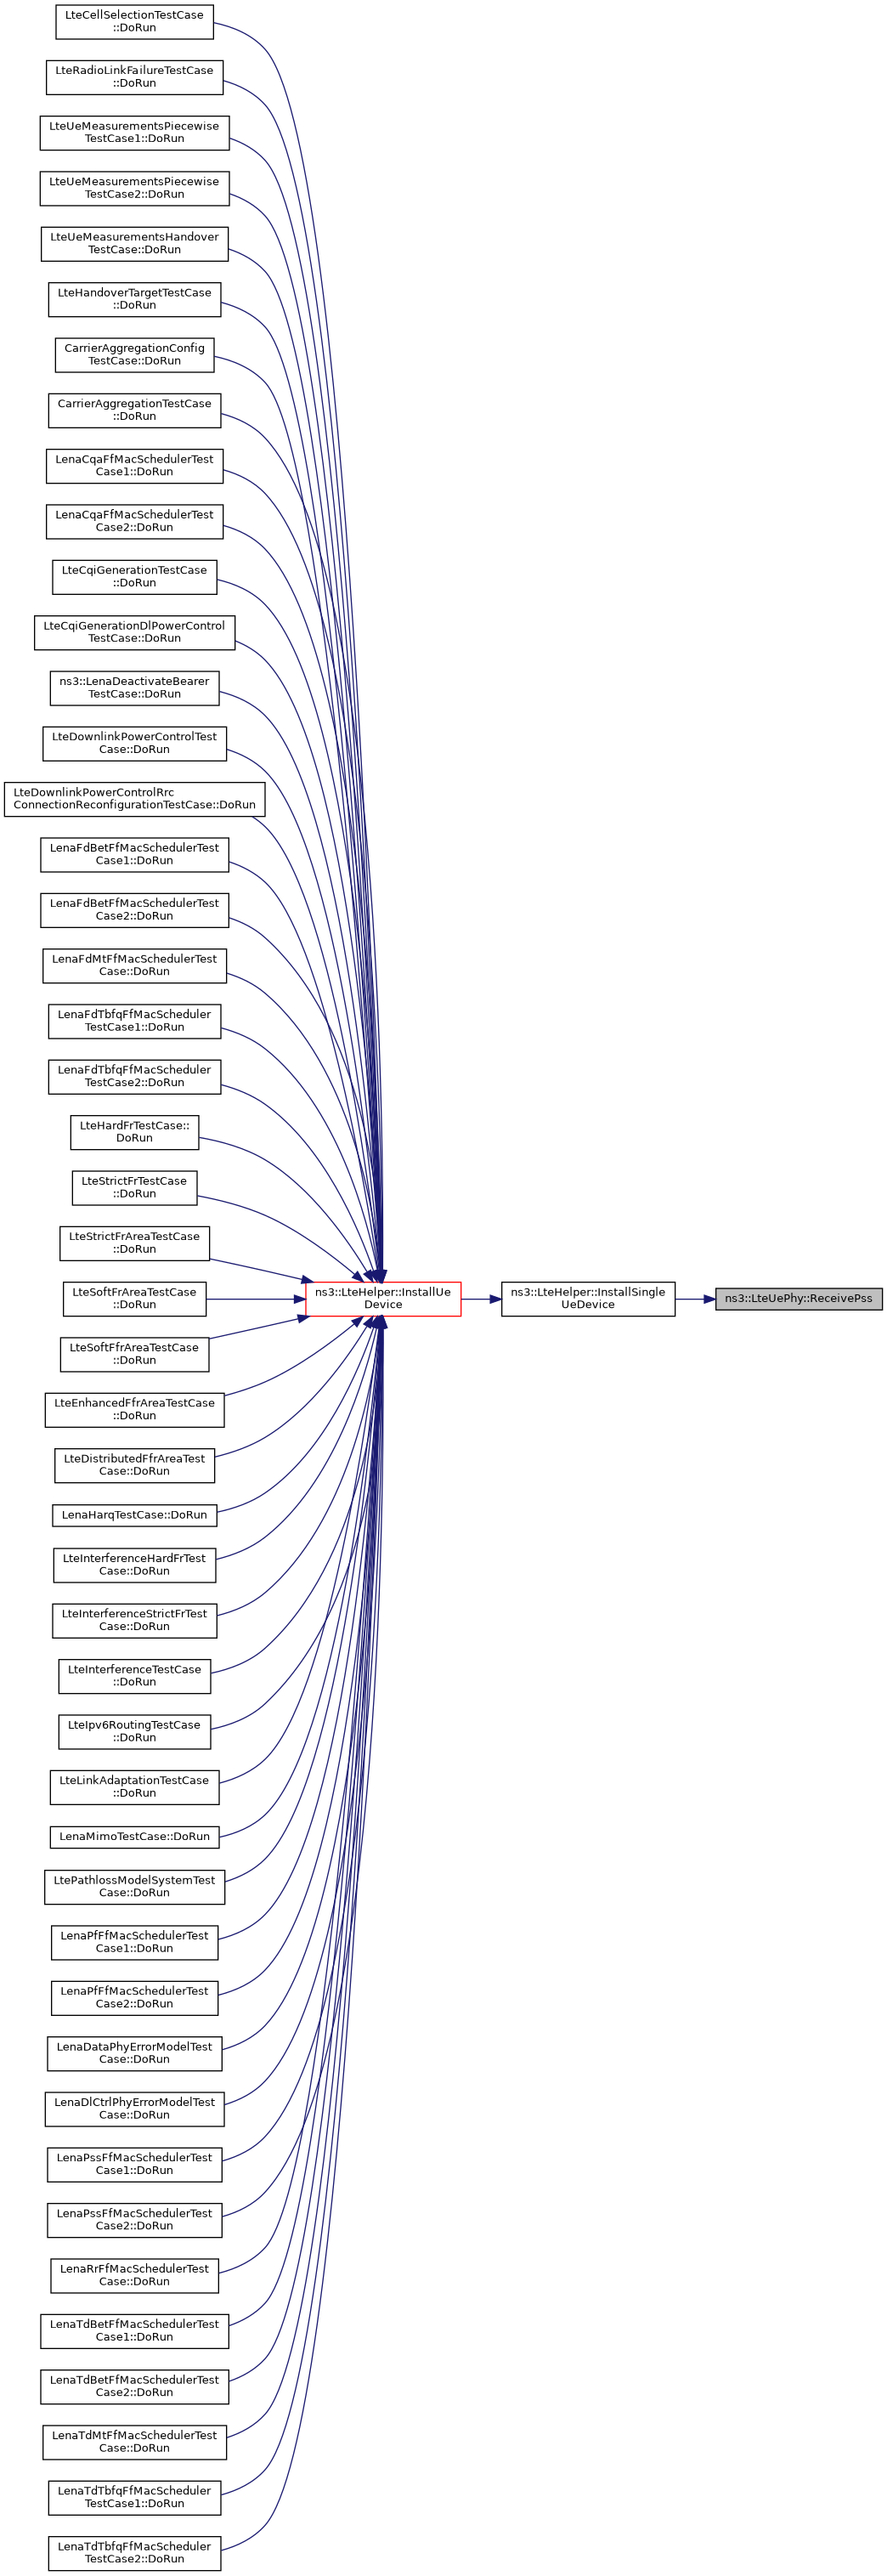 LteCellSelectionTestCase
::DoRun
LteRadioLinkFailureTestCase
::DoRun
LteUeMeasurementsPiecewise
TestCase1::DoRun
LteUeMeasurementsPiecewise
TestCase2::DoRun
LteUeMeasurementsHandover
TestCase::DoRun
LteHandoverTargetTestCase
::DoRun
CarrierAggregationConfig
TestCase::DoRun
CarrierAggregationTestCase
::DoRun
LenaCqaFfMacSchedulerTest
Case1::DoRun
LenaCqaFfMacSchedulerTest
Case2::DoRun
LteCqiGenerationTestCase
::DoRun
LteCqiGenerationDlPowerControl
TestCase::DoRun
ns3::LenaDeactivateBearer
TestCase::DoRun
LteDownlinkPowerControlTest
Case::DoRun
LteDownlinkPowerControlRrc
ConnectionReconfigurationTestCase::DoRun
LenaFdBetFfMacSchedulerTest
Case1::DoRun
LenaFdBetFfMacSchedulerTest
Case2::DoRun
LenaFdMtFfMacSchedulerTest
Case::DoRun
LenaFdTbfqFfMacScheduler
TestCase1::DoRun
LenaFdTbfqFfMacScheduler
TestCase2::DoRun
LteHardFrTestCase::
DoRun
LteStrictFrTestCase
::DoRun
LteStrictFrAreaTestCase
::DoRun
LteSoftFrAreaTestCase
::DoRun
LteSoftFfrAreaTestCase
::DoRun
LteEnhancedFfrAreaTestCase
::DoRun
LteDistributedFfrAreaTest
Case::DoRun
LenaHarqTestCase::DoRun
LteInterferenceHardFrTest
Case::DoRun
LteInterferenceStrictFrTest
Case::DoRun
LteInterferenceTestCase
::DoRun
LteIpv6RoutingTestCase
::DoRun
LteLinkAdaptationTestCase
::DoRun
LenaMimoTestCase::DoRun
LtePathlossModelSystemTest
Case::DoRun
LenaPfFfMacSchedulerTest
Case1::DoRun
LenaPfFfMacSchedulerTest
Case2::DoRun
LenaDataPhyErrorModelTest
Case::DoRun
LenaDlCtrlPhyErrorModelTest
Case::DoRun
LenaPssFfMacSchedulerTest
Case1::DoRun
LenaPssFfMacSchedulerTest
Case2::DoRun
LenaRrFfMacSchedulerTest
Case::DoRun
LenaTdBetFfMacSchedulerTest
Case1::DoRun
LenaTdBetFfMacSchedulerTest
Case2::DoRun
LenaTdMtFfMacSchedulerTest
Case::DoRun
LenaTdTbfqFfMacScheduler
TestCase1::DoRun
LenaTdTbfqFfMacScheduler
TestCase2::DoRun
ns3::LteHelper::InstallUe
Device
ns3::LteHelper::InstallSingle
UeDevice
ns3::LteUePhy::ReceivePss